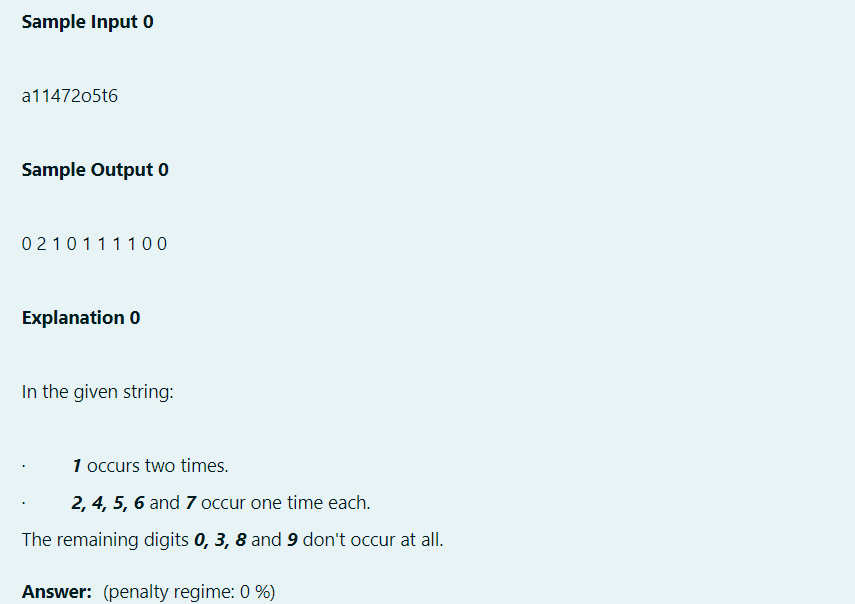 Sample Input 0
a11472o5t6
Sample Output 0
0 2 1 0 1 1 1 1 0 0
Explanation 0
In the given string:
· 1 occurs two times.
· 2, 4, 5, 6 and 7 occur one time each.
The remaining digits 0, 3, 8 and 9 don't occur at all.
Answer: (penalty regime: 0 %)